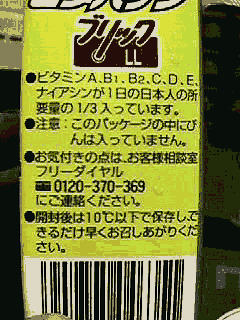 ブリック
LL
●ビタミンA、B1、B2、C、D、E、
ナイアシンが1日の日本人の所
要量の1/3入っています。
●注意：このパッケージの中にび
んは入っていません。
●お気付きの点は、お客様相談室
フリーダイヤル
0120-370-369
にご連絡ください。
●開封後は10℃以下で保存して
きるだけ早くお召しあがりくだ
さい。